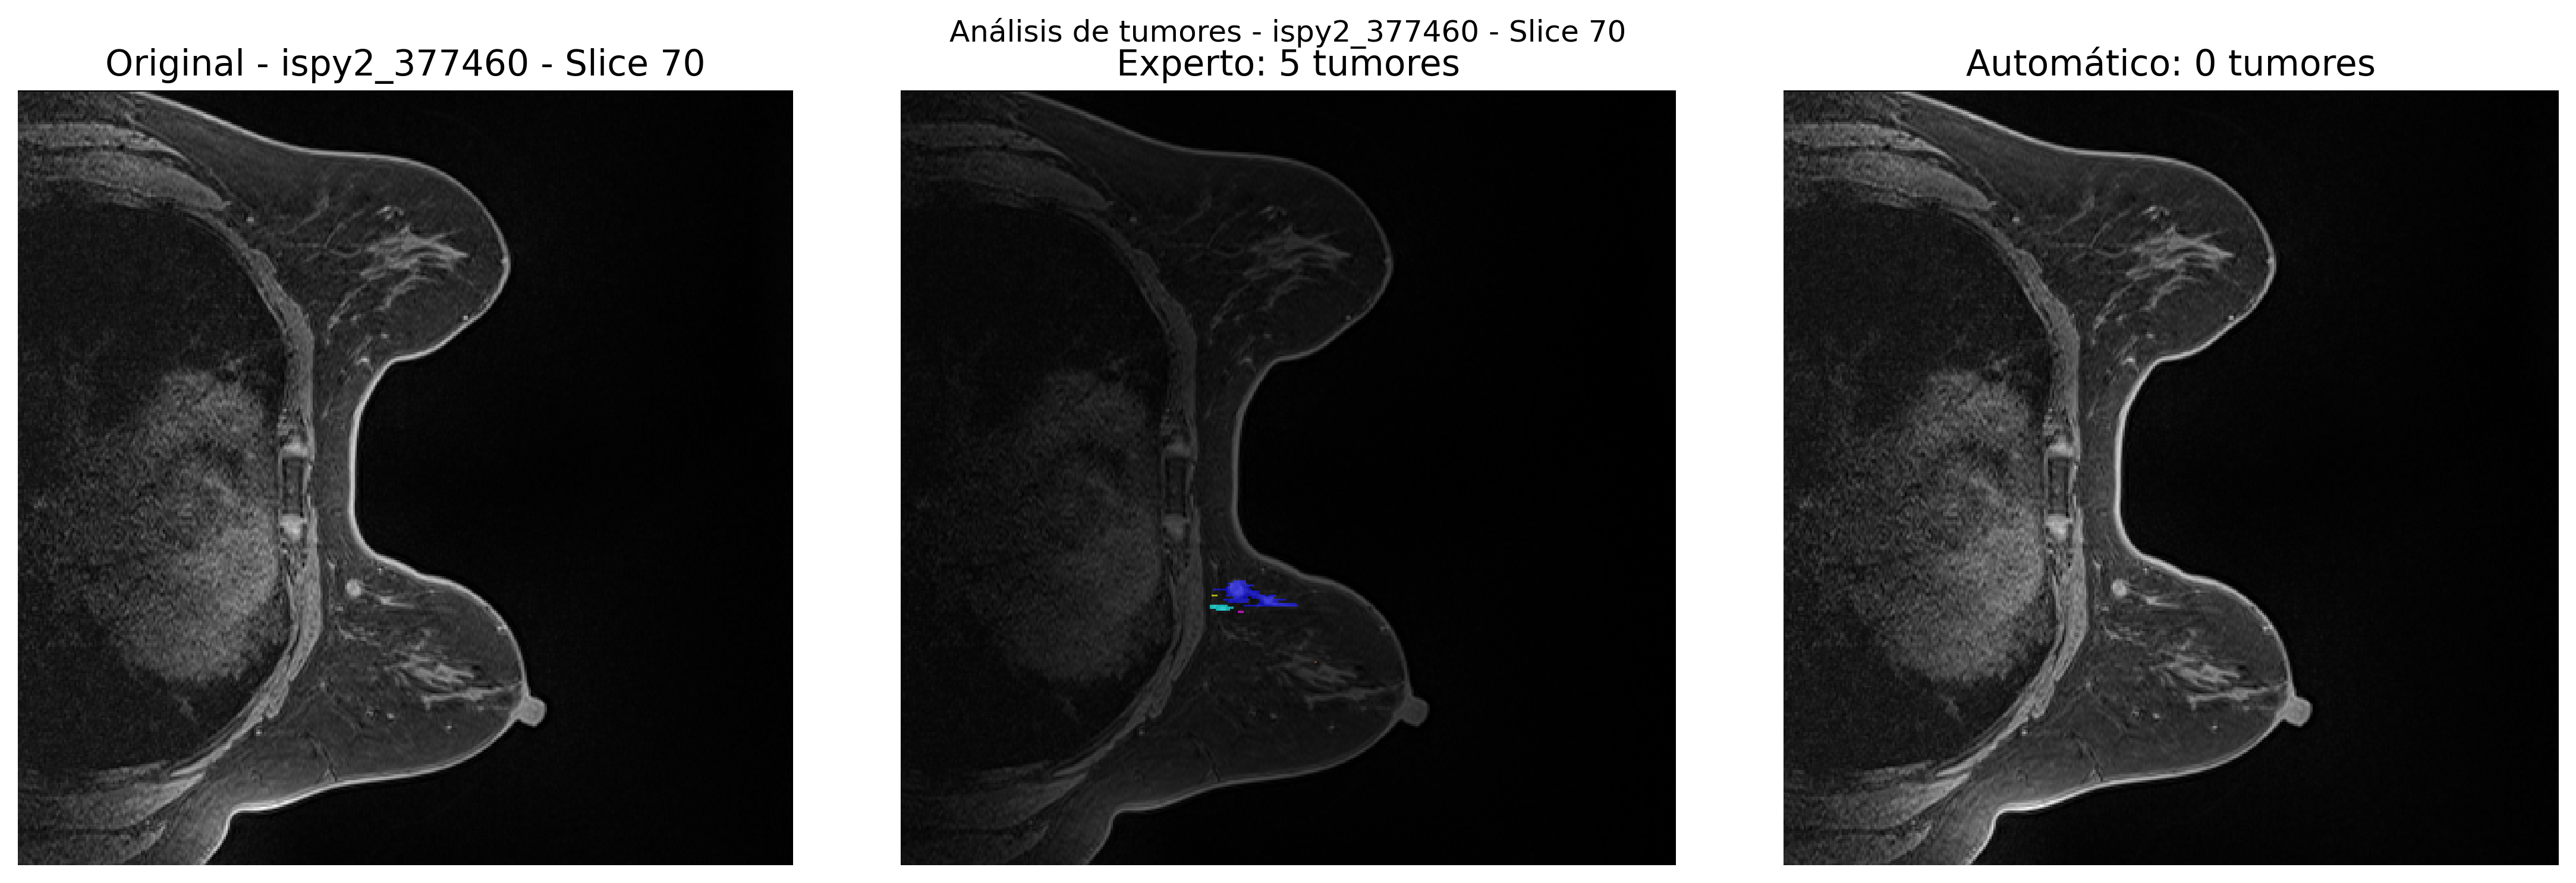 Análisis de tumores - ispy2_377460 - Slice 70
Original - ispy2_377460 - Slice 70
Experto: 5 tumores
Automático: 0 tumores